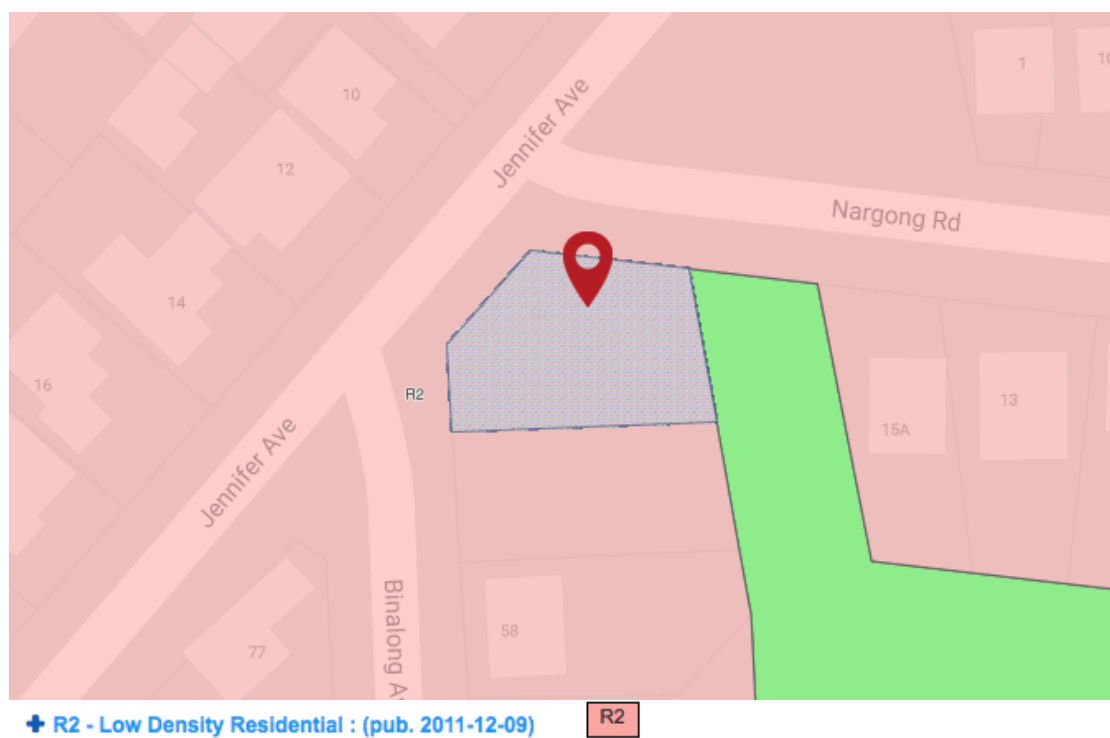 1
10
10
Jennifer Ave
12
Nargong Rd
14
16
R2
13
15A
Jennifer Ave
Binalong A
58
77
R2 - Low Density Residential : (pub. 2011-12-09)
R2